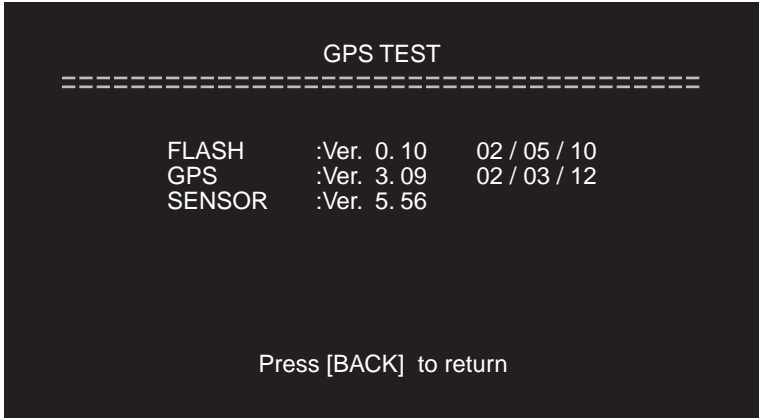 GPS TEST
=====================================
FLASH :Ver. 0. 10 02 / 05 / 10
GPS :Ver. 3. 09 02 / 03 / 12
SENSOR :Ver. 5. 56
Press [BACK] to return